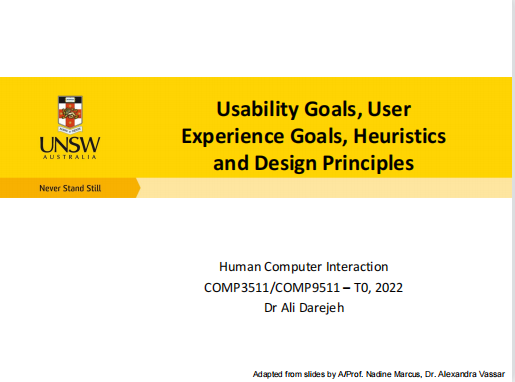 Usability Goals, User
Experience Goals, Heuristics
and Design Principles
UNSW
AUSTRALIA
Never Stand Still
Human Computer Interaction
COMP3511/COMP9511 – T0, 2022
Dr Ali Darejeh
Adapted from slides by A/Prof. Nadine Marcus, Dr. Alexandra Vassar